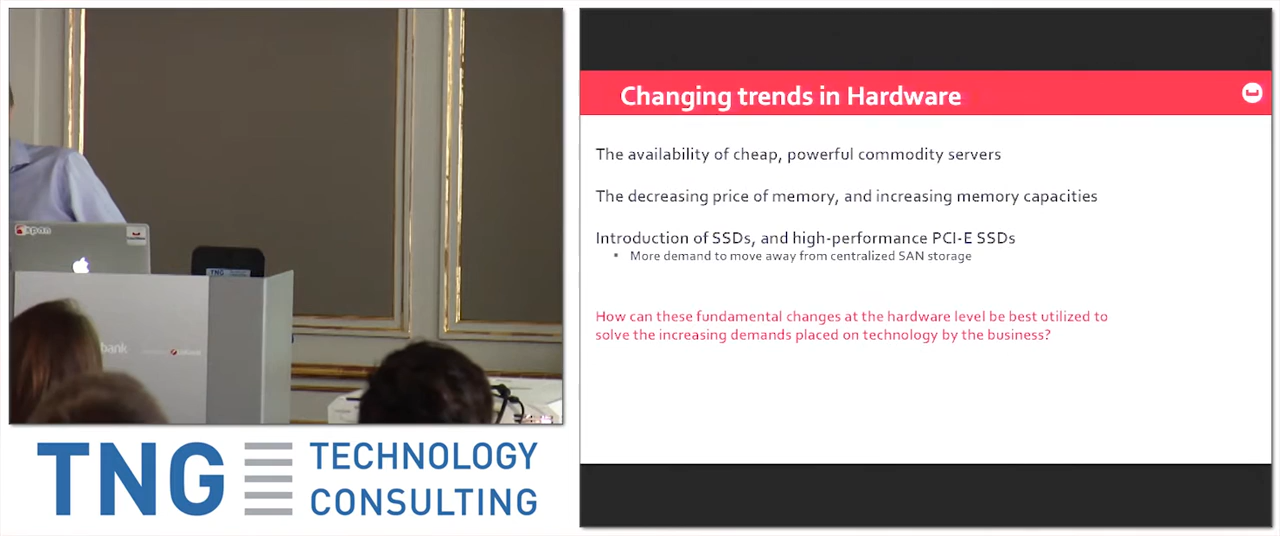 TNG
bank
TNG TECHNOLOGY
CONSULTING
Changing trends in Hardware
The availability of cheap, powerful commodity servers
The decreasing price of memory, and increasing memory capacities
Introduction of SSDs, and high-performance PCI-E SSDs
• More demand to move away from centralized SAN storage
How can these fundamental changes at the hardware level be best utilized to
solve the increasing demands placed on technology by the business?